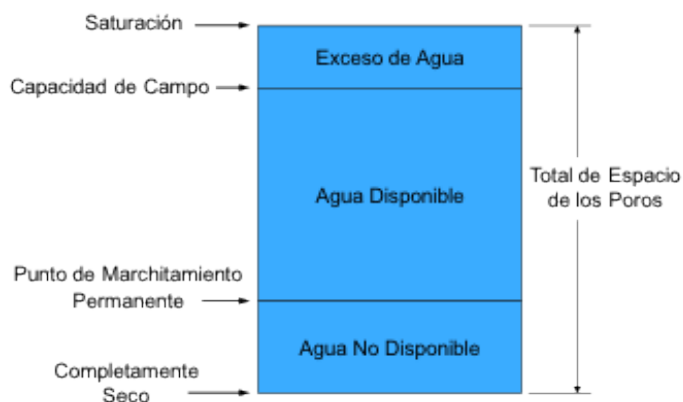 Saturación
Exceso de Agua
Capacidad de Campo
Total de Espacio
de los Poros
Agua Disponible
Punto de Marchitamiento
Permanente
Agua No Disponible
Completamente
Seco